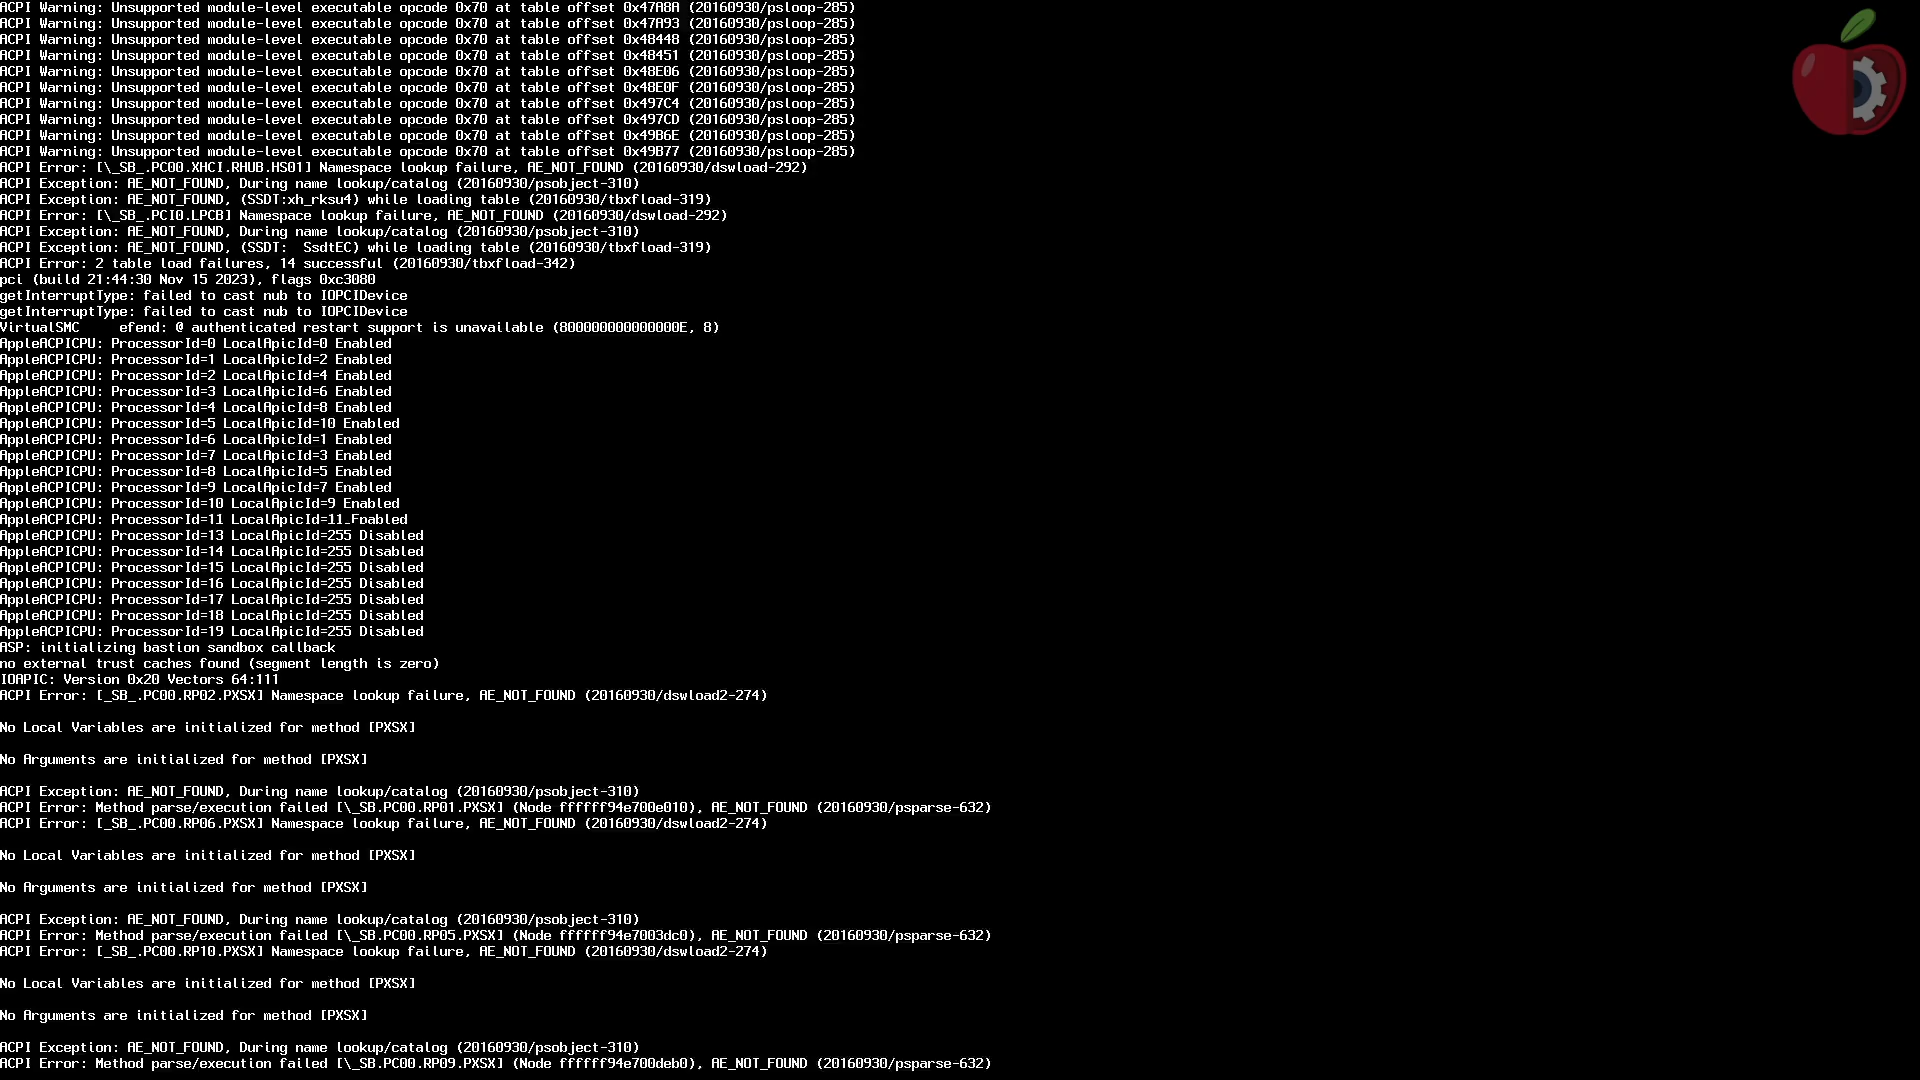 ACPI Warning: Unsupported module-level executable opcode 0x70 at table offset 0x47A8A (20160930/psloop-285)
ACPI Warning: Unsupported module-level executable opcode 0x70 at table offset 0x47A93 (20160930/psloop-285)
ACPI Warning: Unsupported module-level executable opcode 0x70 at table offset 0x48448 (20160930/psloop-285)
ACPI Warning: Unsupported module-level executable opcode 0x70 at table offset 0x48451 (20160930/psloop-285)
ACPI Warning: Unsupported module-level executable opcode 0x70 at table offset 0x48E06 (20160930/psloop-285)
ACPI Warning: Unsupported module-level executable opcode 0x70 at table offset 0x48E0F (20160930/psloop-285)
ACPI Warning: Unsupported module-level executable opcode 0x70 at table offset 0x497C4 (20160930/psloop-285)
ACPI Warning: Unsupported module-level executable opcode 0x70 at table offset 0x497CD (20160930/psloop-285)
ACPI Warning: Unsupported module-level executable opcode 0x70 at table offset 0x49B6E (20160930/psloop-285)
ACPI Warning: Unsupported module-level executable opcode 0x70 at table offset 0x49B77 (20160930/psloop-285)
ACPI Error: [\_SB_.PC00.XHCI.RHUB.HS01] Namespace lookup failure, AE_NOT_FOUND (20160930/dswload-292)
ACPI Exception: AE_NOT_FOUND, During name lookup/catalog (20160930/psobject-310)
ACPI Exception: AE_NOT_FOUND, (SSDT:xh_rksu4) while loading table (20160930/tbxfload-319)
ACPI Error: [\_SB_.PCI0.LPCB] Namespace lookup failure, AE_NOT_FOUND (20160930/dswload-292)
ACPI Exception: AE_NOT_FOUND, During name lookup/catalog (20160930/psobject-310)
ACPI Exception: AE_NOT_FOUND, (SSDT:  SsdtEC) while loading table (20160930/tbxfload-319)
ACPI Error: 2 table load failures, 14 successful (20160930/tbxfload-342)
pci (build 21:44:30 Nov 15 2023), flags 0xc3080
getInterruptType: failed to cast nub to IOPCIDevice
getInterruptType: failed to cast nub to IOPCIDevice
VirtualSMC     efend: @ authenticated restart support is unavailable (800000000000000E, 8)
AppleACPICPU: ProcessorId=0 LocalApicId=0 Enabled
AppleACPICPU: ProcessorId=1 LocalApicId=2 Enabled
AppleACPICPU: ProcessorId=2 LocalApicId=4 Enabled
AppleACPICPU: ProcessorId=3 LocalApicId=6 Enabled
AppleACPICPU: ProcessorId=4 LocalApicId=8 Enabled
AppleACPICPU: ProcessorId=5 LocalApicId=10 Enabled
AppleACPICPU: ProcessorId=6 LocalApicId=1 Enabled
AppleACPICPU: ProcessorId=7 LocalApicId=3 Enabled
AppleACPICPU: ProcessorId=8 LocalApicId=5 Enabled
AppleACPICPU: ProcessorId=9 LocalApicId=7 Enabled
AppleACPICPU: ProcessorId=10 LocalApicId=9 Enabled
AppleACPICPU: ProcessorId=11 LocalApicId=11 Enabled
AppleACPICPU: ProcessorId=13 LocalApicId=255 Disabled
AppleACPICPU: ProcessorId=14 LocalApicId=255 Disabled
AppleACPICPU: ProcessorId=15 LocalApicId=255 Disabled
AppleACPICPU: ProcessorId=16 LocalApicId=255 Disabled
AppleACPICPU: ProcessorId=17 LocalApicId=255 Disabled
AppleACPICPU: ProcessorId=18 LocalApicId=255 Disabled
AppleACPICPU: ProcessorId=19 LocalApicId=255 Disabled
ASP: initializing bastion sandbox callback
no external trust caches found (segment length is zero)
IOAPIC: Version 0x20 Vectors 64:111
ACPI Error: [_SB_.PC00.RP02.PXSX] Namespace lookup failure, AE_NOT_FOUND (20160930/dswload2-274)
No Local Variables are initialized for method [PXSX]
No Arguments are initialized for method [PXSX]
ACPI Exception: AE_NOT_FOUND, During name lookup/catalog (20160930/psobject-310)
ACPI Error: Method parse/execution failed [\_SB.PC00.RP01.PXSX] (Node ffffff94e700e010), AE_NOT_FOUND (20160930/psparse-632)
ACPI Error: [_SB_.PC00.RP06.PXSX] Namespace lookup failure, AE_NOT_FOUND (20160930/dswload2-274)
No Local Variables are initialized for method [PXSX]
No Arguments are initialized for method [PXSX]
ACPI Exception: AE_NOT_FOUND, During name lookup/catalog (20160930/psobject-310)
ACPI Error: Method parse/execution failed [\_SB.PC00.RP05.PXSX] (Node ffffff94e7003dc0), AE_NOT_FOUND (20160930/psparse-632)
ACPI Error: [_SB_.PC00.RP10.PXSX] Namespace lookup failure, AE_NOT_FOUND (20160930/dswload2-274)
No Local Variables are initialized for method [PXSX]
No Arguments are initialized for method [PXSX]
ACPI Exception: AE_NOT_FOUND, During name lookup/catalog (20160930/psobject-310)
ACPI Error: Method parse/execution failed [\_SB.PC00.RP09.PXSX] (Node ffffff94e700deb0), AE_NOT_FOUND (20160930/psparse-632)